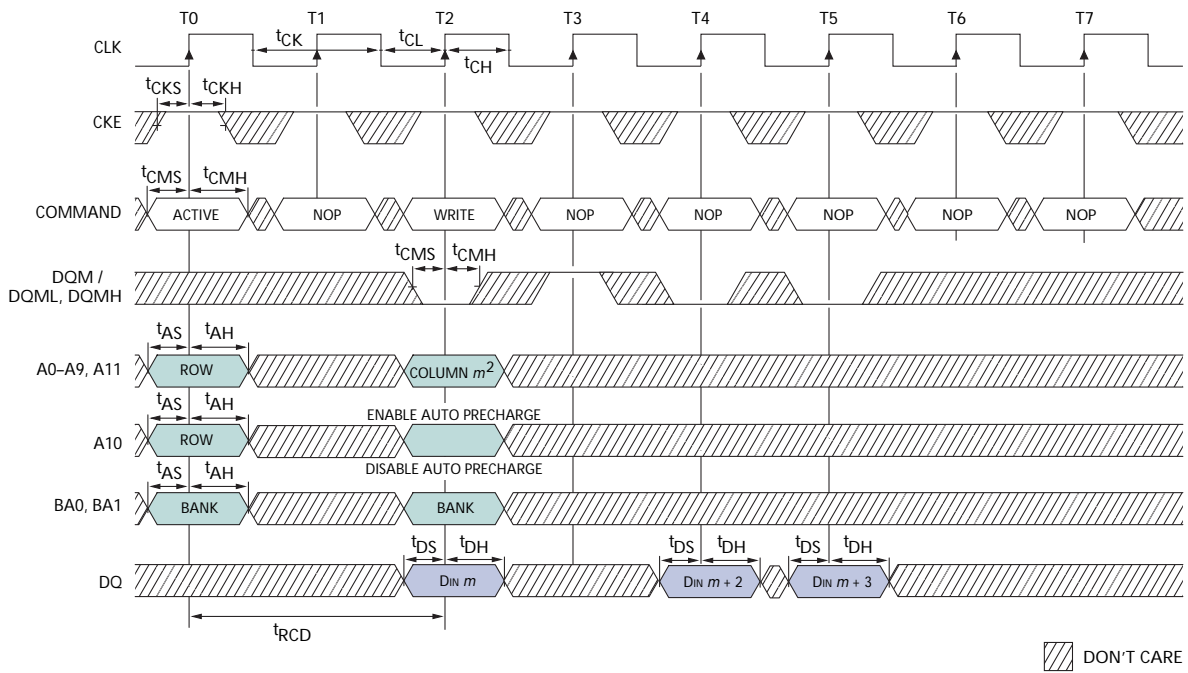 T0 T1 T2 T3 T4 T5 T6 T7
CLK
tCK tCL
tCH
tCKS tCKH
CKE
tCMS tCMH
COMMAND ACTIVE NOP WRITE NOP NOP NOP NOP NOP
tCMS tCMH
DQM /
DQML, DQMH
tAS tAH
A0–A9, A11 ROW COLUMN m2
tAS tAH ENABLE AUTO PRECHARGE
A10 ROW
DISABLE AUTO PRECHARGE
tAS tAH
BA0, BA1 BANK BANK
tDS tDH tDS tDH tDS tDH
DQ DIN m DIN m + 2 DIN m + 3
tRCD
DON'T CARE